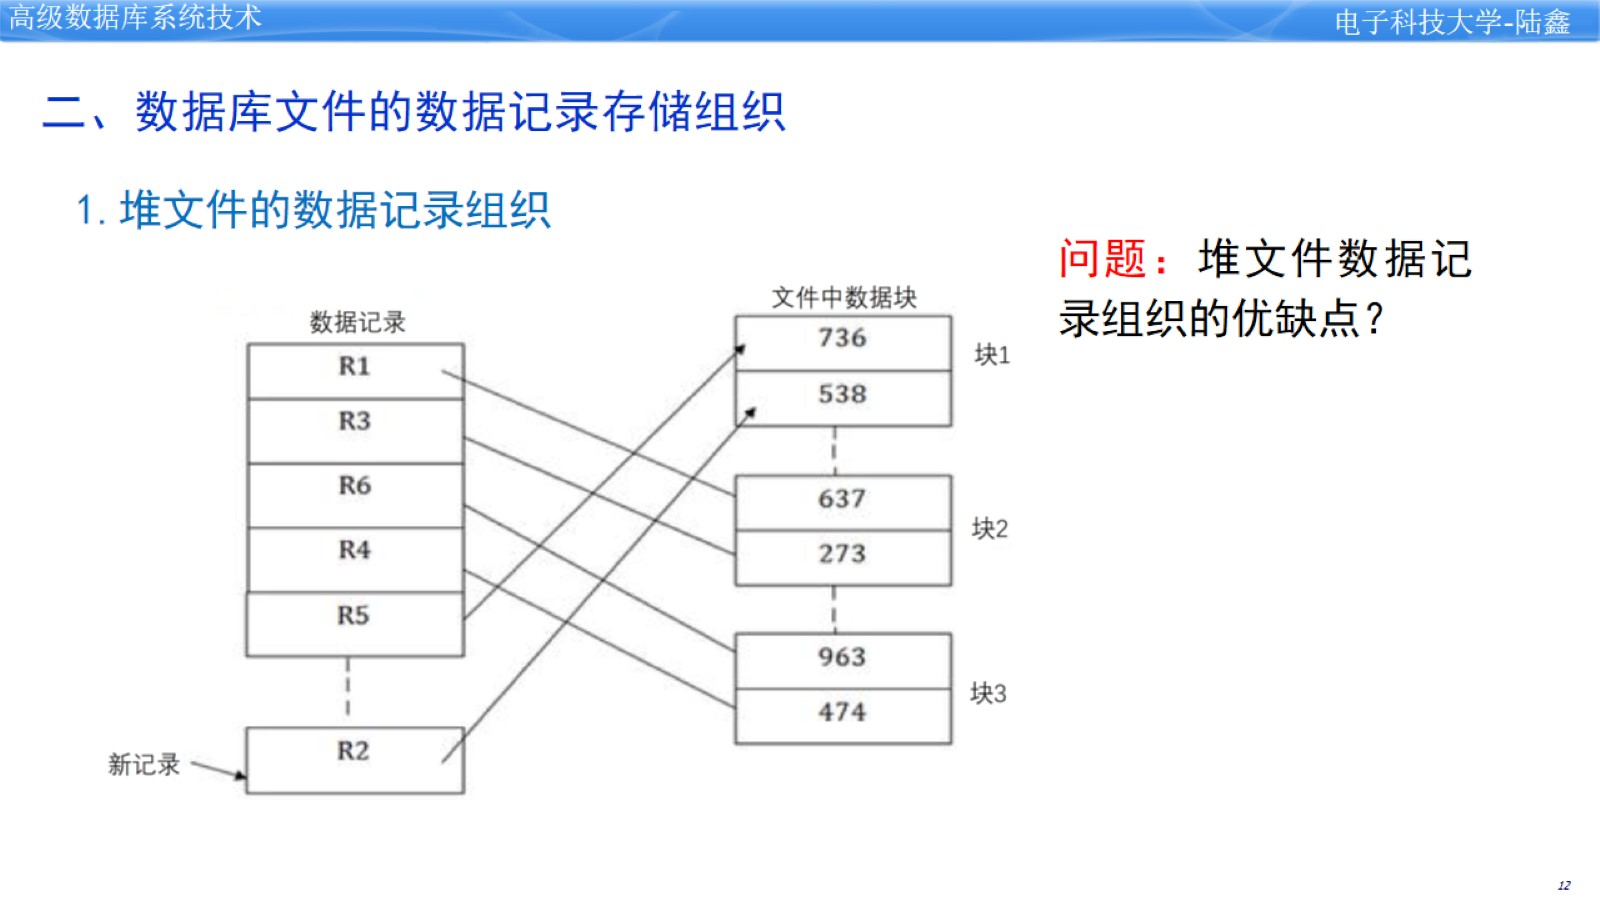 高级数据库系统技术
电子科技大学-陆鑫
二、数据库文件的数据记录存储组织
1.堆文件的数据记录组织
问题：堆文件数据记
录组织的优缺点？
数据记录
R1
R3
R6
R4
R5
R2
新记录
文件中数据块
736
538
块1
637
273
块2
963
474
块3
12